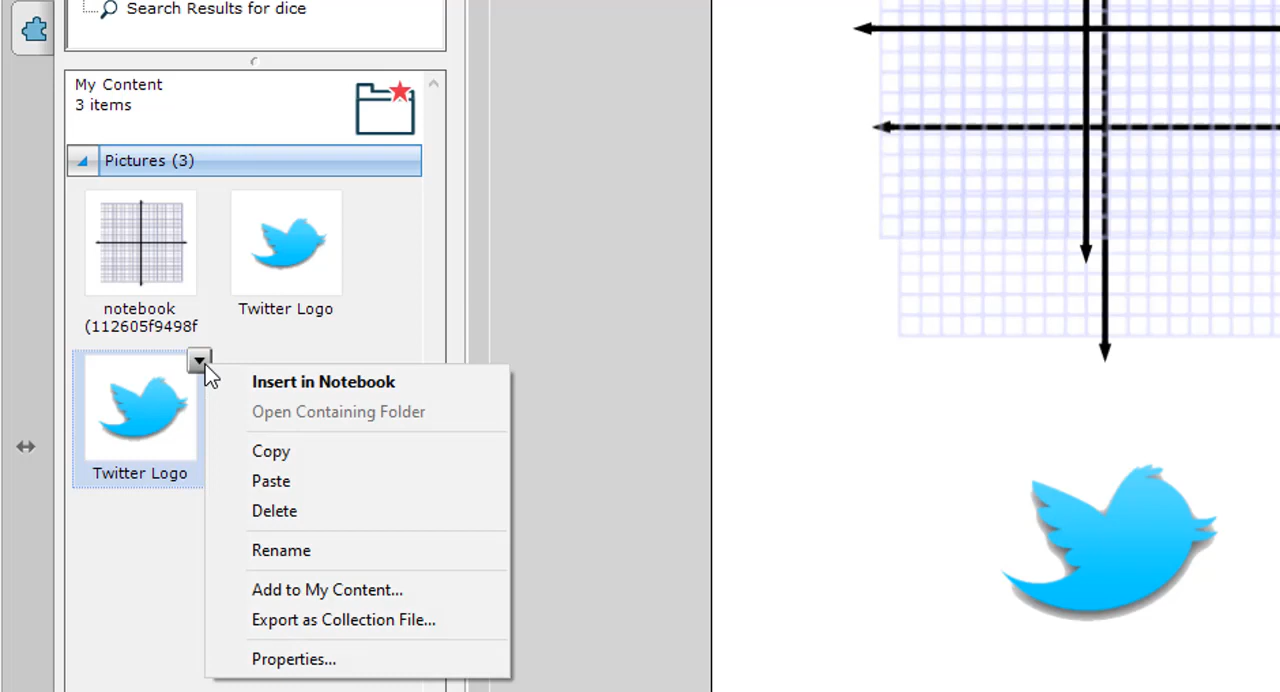 Search Results for dice
My Content
3 items
Pictures (3)
notebook
(112605f9498f
Twitter Logo
Twitter Logo
Insert in Notebook
Open Containing Folder
Copy
Paste
Delete
Rename
Add to My Content...
Export as Collection File...
Properties...